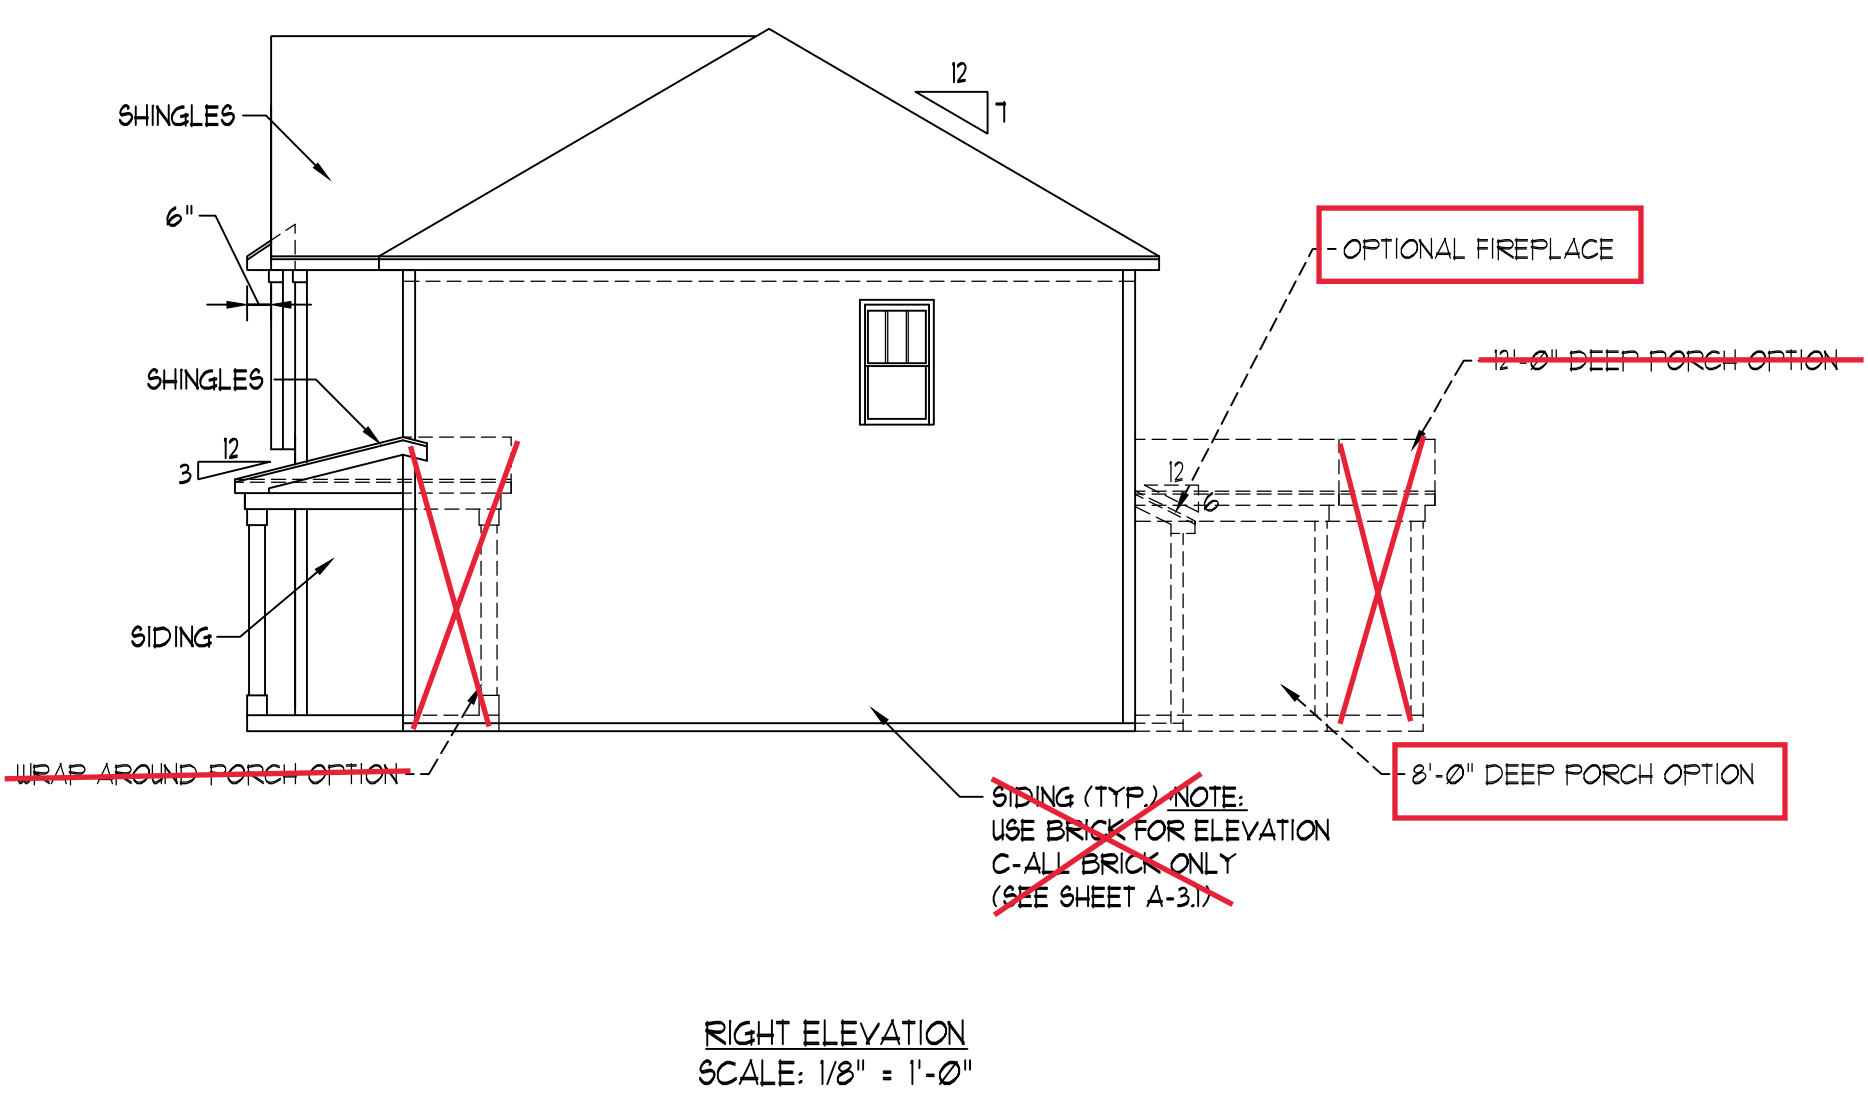 12
7
SHINGLES
6"
OPTIONAL FIREPLACE
12'-0" DEEP PORCH OPTION
SHINGLES
12
3
12
6
SIDING
WRAP AROUND PORCH OPTION
8'-0" DEEP PORCH OPTION
SIDING (TYP.) NOTE:
USE BRICK FOR ELEVATION
C-ALL BRICK ONLY
(SEE SHEET A-3.1)
RIGHT ELEVATION
SCALE: 1/8" = 1'-0"